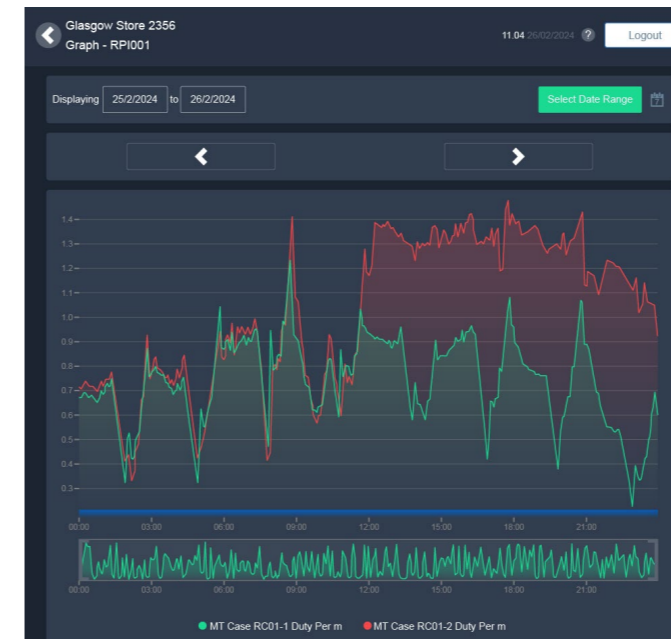 Glasgow Store 2356
Graph - RPI001
11.04 26/02/2024 ? Logout
Displaying 25/2/2024 to 26/2/2024 Select Date Range
1.4
1.3
1.2
1.1
1.0
0.9
0.8
0.7
0.6
0.5
0.4
0.3
00:00 03:00 06:00 09:00 12:00 15:00 18:00 21:00
00:00 03:00 06:00 09:00 12:00 15:00 18:00 21:00
MT Case RC01-1 Duty Per m MT Case RC01-2 Duty Per m